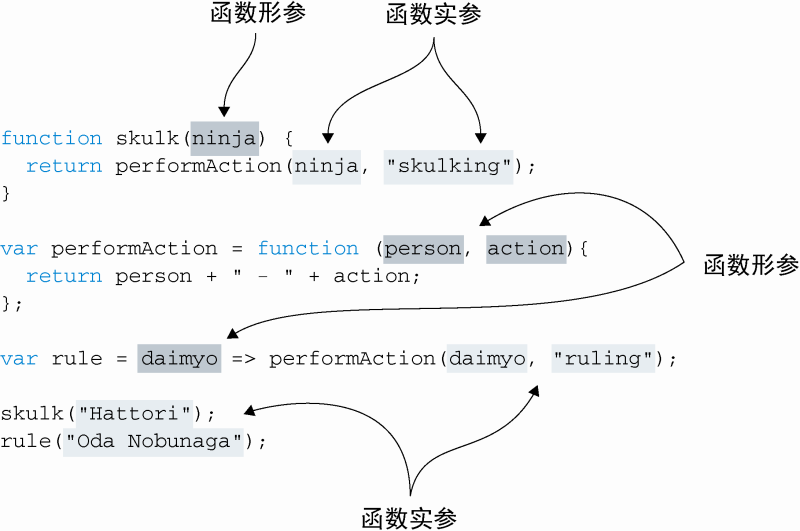 函数形参 函数实参
function skulk(ninja) {
  return performAction(ninja, "skulking");
}
var performAction = function (person, action){
函数形参
  return person + " - " + action;
};
var rule = daimyo => performAction(daimyo, "ruling");
skulk("Hattori");
rule("Oda Nobunaga");
函数实参